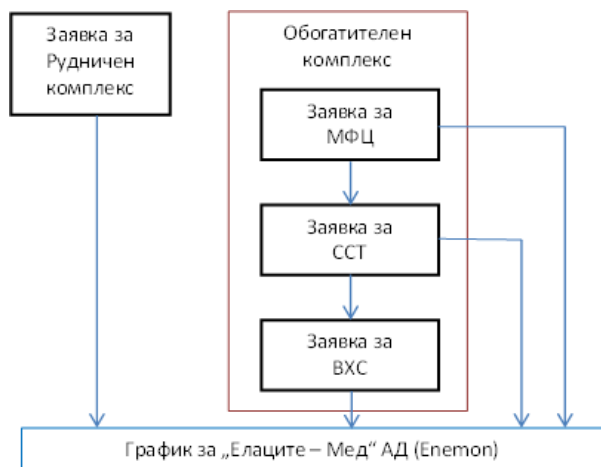 Заявка за
Рудничен
комплекс
Обогатителен
комплекс
Заявка за
МФЦ
Заявка за
ССТ
Заявка за
ВХС
График за „Елаците – Мед“ АД (Enemon)